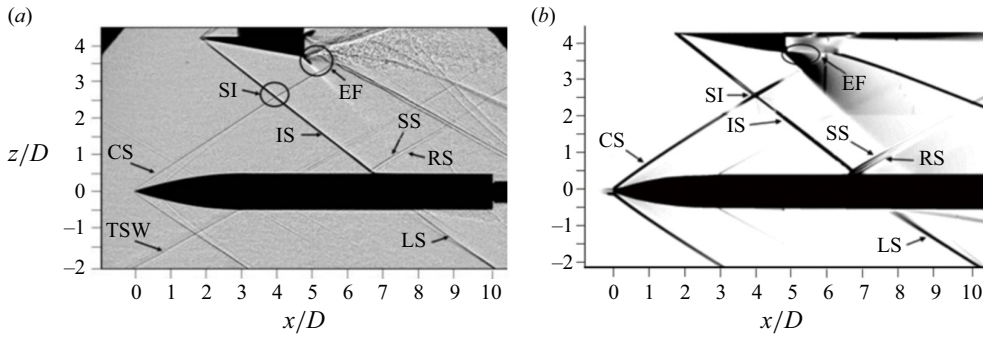 (a)
(b)
4
3
2
1
0
−1
−2
z/D
SI
IS
EF
SS
RS
CS
TSW
LS
0 1 2 3 4 5 6 7 8 9 10
x/D
4
3
2
1
0
−1
−2
SI
IS
EF
SS
RS
CS
LS
0 1 2 3 4 5 6 7 8 9 10
x/D